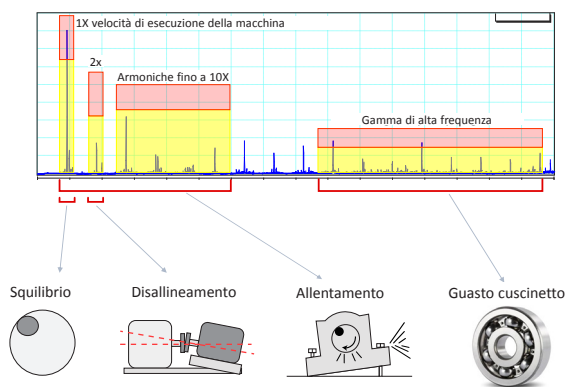 1X velocità di esecuzione della macchina
2x
Armoniche fino a 10X
Gamma di alta frequenza
Squilibrio
Disallineamento
Allentamento
Guasto cuscinetto